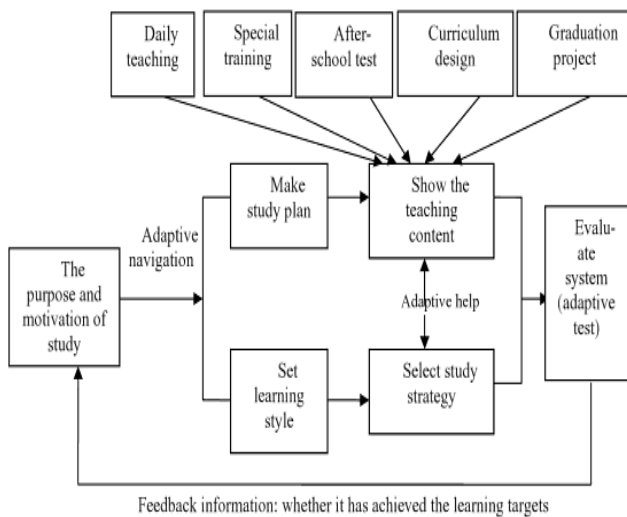 Daily
teaching
Special
training
After-
school test
Curriculum
design
Graduation
project
Make
study plan
Show the
teaching
content
Adaptive
navigation
Evalu-
ate
system
(adaptive
test)
The
purpose and
motivation of
study
Adaptive help
Set
learning
style
Select study
strategy
Feedback information: whether it has achieved the learning targets